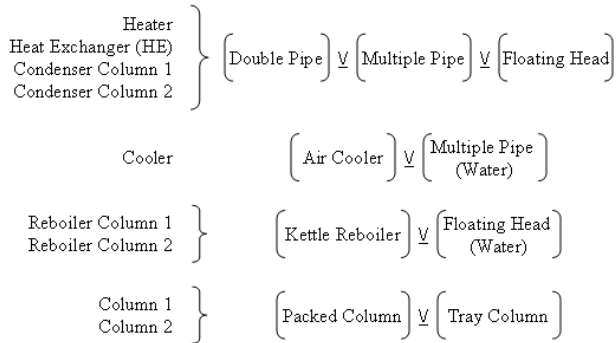 Heater
Heat Exchanger (HE)
Condenser Column 1
Condenser Column 2
Double Pipe ⊻ Multiple Pipe ⊻ Floating Head
Cooler
Air Cooler ⊻ Multiple Pipe
(Water)
Reboiler Column 1
Reboiler Column 2
Kettle Reboiler ⊻ Floating Head
(Water)
Column 1
Column 2
Packed Column ⊻ Tray Column